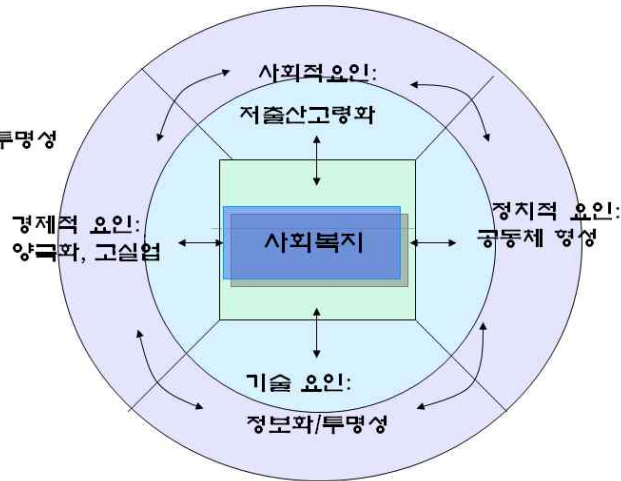 사회적요인:
저출산고령화
투명성
경제적 요인:
양극화, 고실업
사회복지
정치적 요인:
공동체 형성
기술 요인:
정보화/투명성